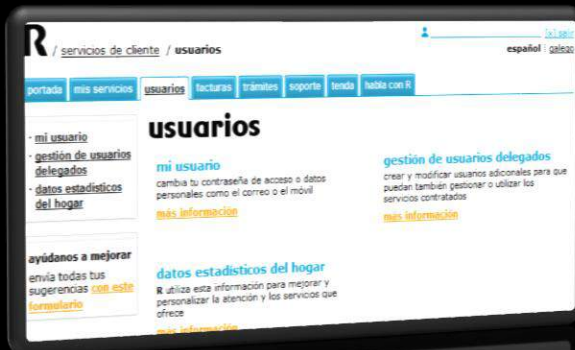 R / servicios de cliente / usuarios
[x] salir
español | galego
portada mis servicios usuarios facturas trámites soporte tenda habla con R
· mi usuario
· gestión de usuarios
delegados
· datos estadísticos
del hogar
ayúdanos a mejorar
envía todas tus
sugerencias con este
formulario
usuarios
mi usuario
cambia tu contraseña de acceso o datos
personales como el correo o el móvil
más información
gestión de usuarios delegados
crear y modificar usuarios adicionales para que
puedan también gestionar o utilizar los
servicios contratados
más información
datos estadísticos del hogar
R utiliza esta información para mejorar y
personalizar la atención y los servicios que
ofrece
más información